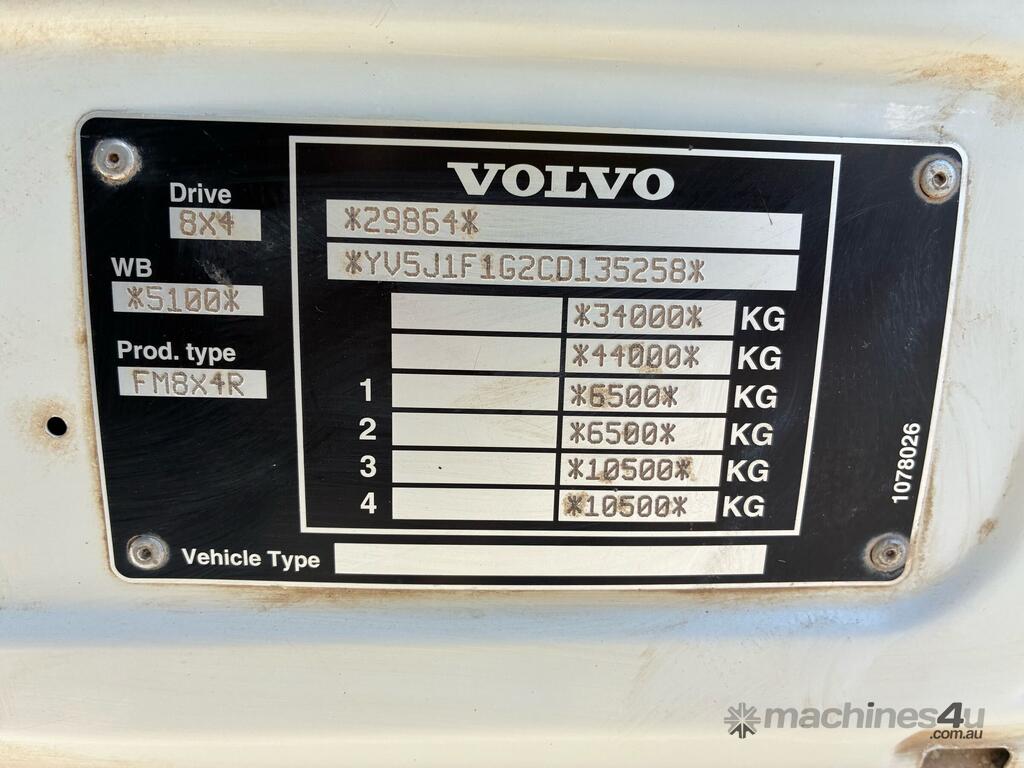 VOLVO
Drive
8X4
*29864*
WB
*5100*
*YV5J1F1G2CD135258*
Prod. type
FM8X4R
*34000* KG
*44000* KG
1 *6500* KG
2 *6500* KG
3 *10500* KG
4 *10500* KG
1078026
Vehicle Type
machines4u
.com.au